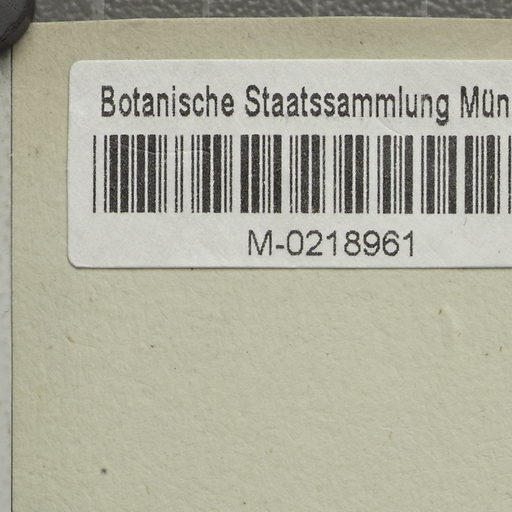 Botanische Staatssammlung Mün
M-0218961